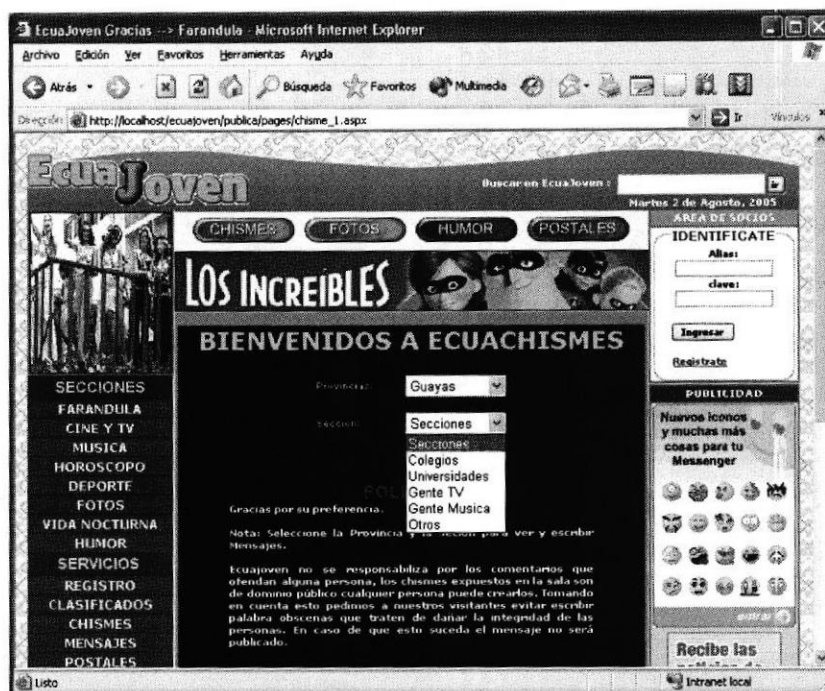 EcuaJoven Gracias --> Farandula - Microsoft Internet Explorer
Archivo Edición Ver Favoritos Herramientas Ayuda
Atrás Búsqueda Favoritos Multimedia
Dirección http://localhost/ecuajoven/publica/pages/chisme_1.aspx Ir Vínculos »
EcuaJoven
Buscar en EcuaJoven :
Martes 2 de Agosto, 2005
CHISMES FOTOS HUMOR POSTALES
AREA DE SOCIOS
IDENTIFICATE
Alias:
clave:
Ingresar
Registrate
LOS INCREÍBLES
BIENVENIDOS A ECUACHISMES
Provincia: Guayas
Seccion: Secciones
Secciones
Colegios
Universidades
Gente TV
Gente Musica
Otros
Gracias por su preferencia.
Nota: Seleccione la Provincia y la para ver y escribir
Mensajes.
Ecuajoven no se responsabiliza por los comentarios que
ofendan alguna persona, los chismes expuestos en la sala son
de dominio público cualquier persona puede crearlos. Tomando
en cuenta esto pedimos a nuestros visitantes evitar escribir
palabra obscenas que traten de dañar la integridad de las
personas. En caso de que esto suceda el mensaje no será
publicado.
SECCIONES
FARANDULA
CINE Y TV
MUSICA
HOROSCOPO
DEPORTE
FOTOS
VIDA NOCTURNA
HUMOR
SERVICIOS
REGISTRO
CLASIFICADOS
CHISMES
MENSAJES
POSTALES
PUBLICIDAD
Nuevos iconos
y muchas más
cosas para tu
Messenger
entrar
Recibe las
Listo
Intranet local